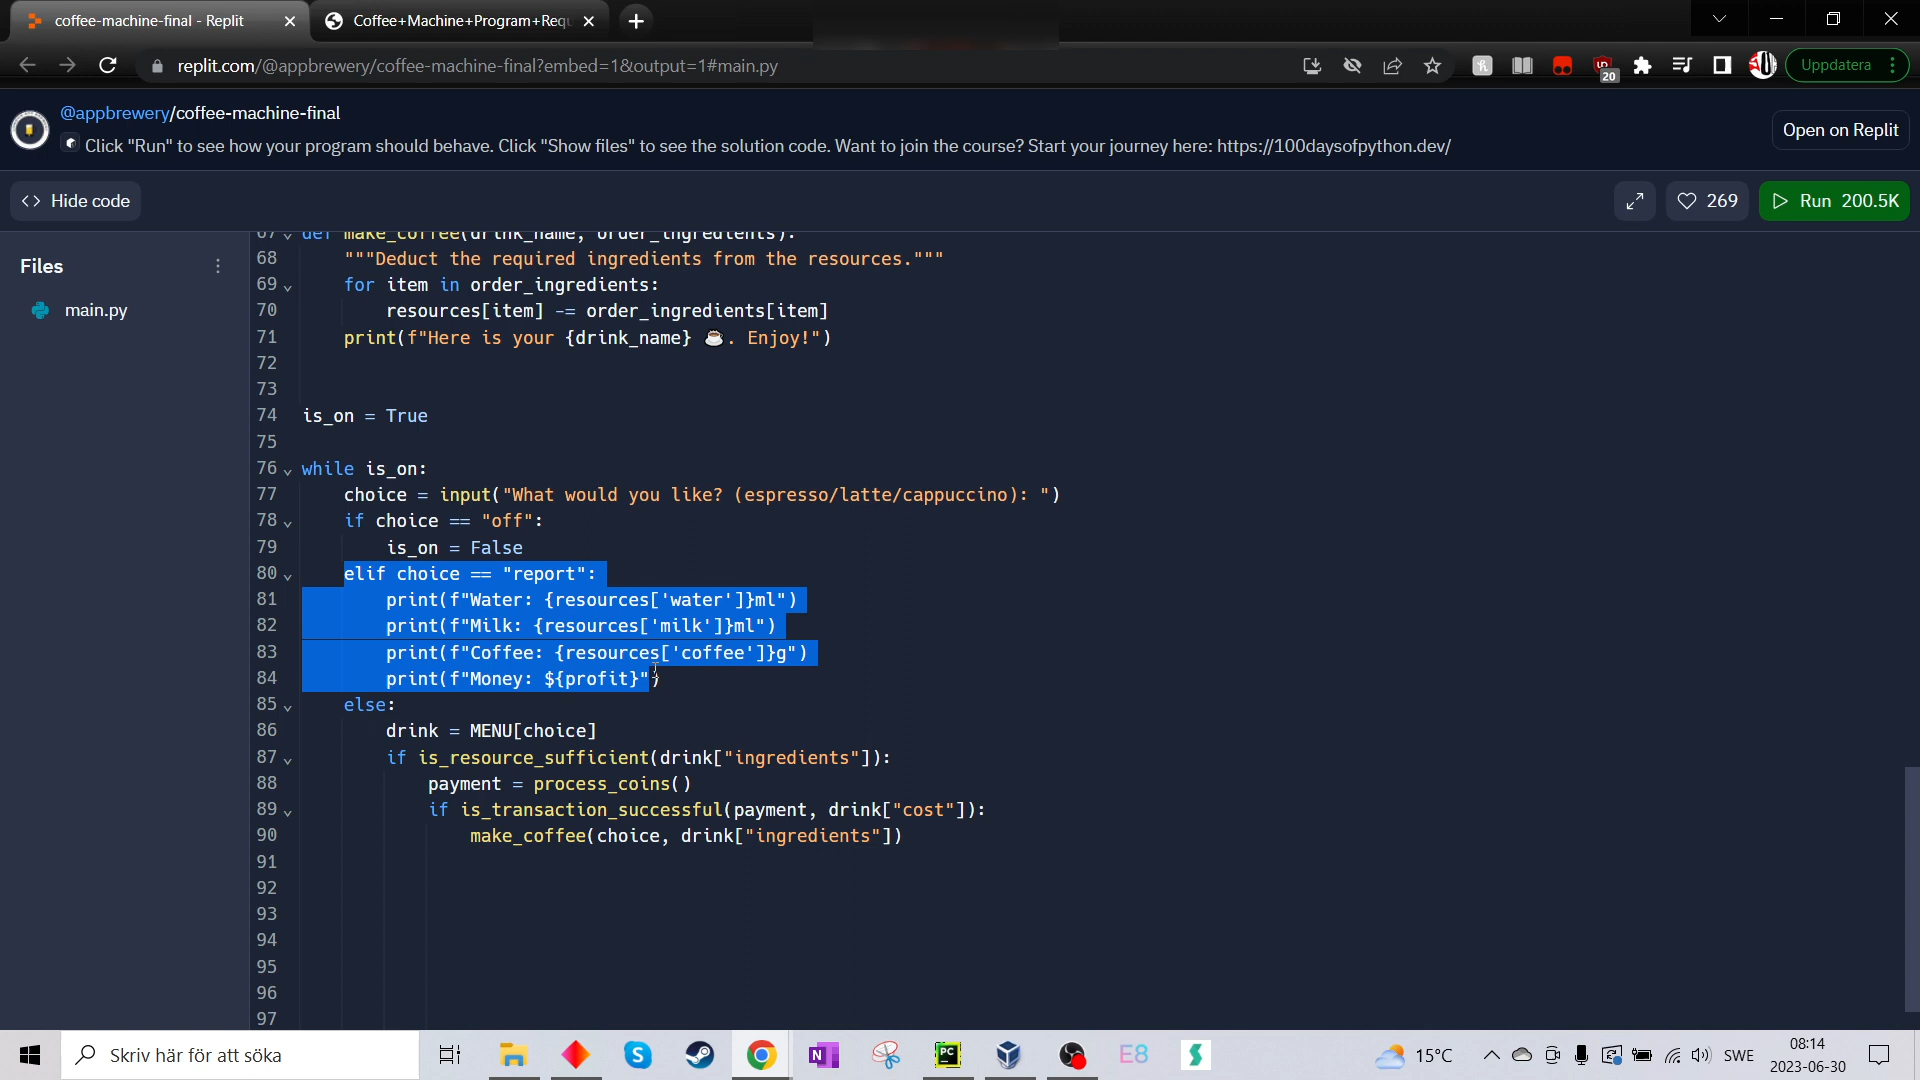 coffee-machine-final - Replit
Coffee+Machine+Program+Requ
replit.com/@appbrewery/coffee-machine-final?embed=1&output=1#main.py
20
Uppdatera
@appbrewery/coffee-machine-final
Click "Run" to see how your program should behave. Click "Show files" to see the solution code. Want to join the course? Start your journey here: https://100daysofpython.dev/
Open on Replit
<> Hide code
269
Run 200.5K
Files
main.py
67 def make_coffee(drink_name, order_ingredients):
68 """Deduct the required ingredients from the resources."""
69 for item in order_ingredients:
70 resources[item] -= order_ingredients[item]
71 print(f"Here is your {drink_name} ☕. Enjoy!")
72
73
74 is_on = True
75
76 while is_on:
77 choice = input("What would you like? (espresso/latte/cappuccino): ")
78 if choice == "off":
79 is_on = False
80 elif choice == "report":
81 print(f"Water: {resources['water']}ml")
82 print(f"Milk: {resources['milk']}ml")
83 print(f"Coffee: {resources['coffee']}g")
84 print(f"Money: ${profit}")
85 else:
86 drink = MENU[choice]
87 if is_resource_sufficient(drink["ingredients"]):
88 payment = process_coins()
89 if is_transaction_successful(payment, drink["cost"]):
90 make_coffee(choice, drink["ingredients"])
91
92
93
94
95
96
97
Skriv här för att söka
N
PC
E8
15°C
SWE
08:14
2023-06-30